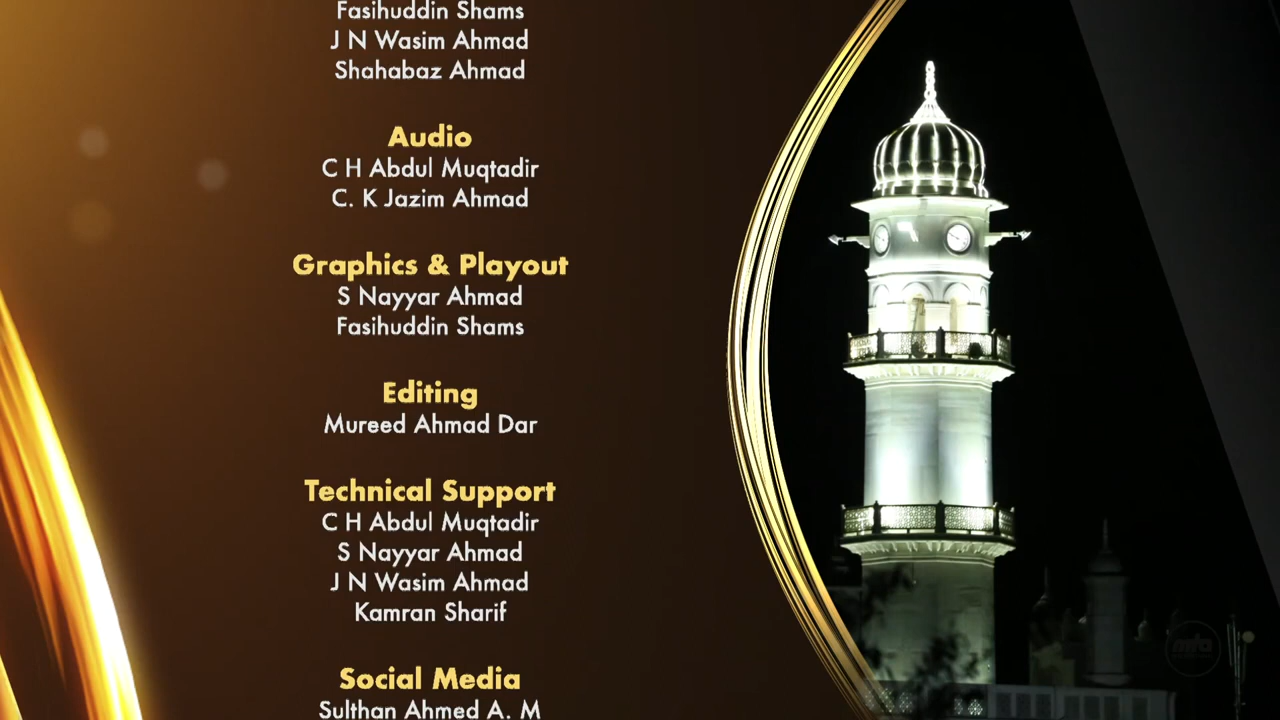 Fasihuddin Shams
J N Wasim Ahmad
Shahabaz Ahmad
Audio
C H Abdul Muqtadir
C. K Jazim Ahmad
Graphics & Playout
S Nayyar Ahmad
Fasihuddin Shams
Editing
Mureed Ahmad Dar
Technical Support
C H Abdul Muqtadir
S Nayyar Ahmad
J N Wasim Ahmad
Kamran Sharif
Social Media
Sulthan Ahmed A. M
mta